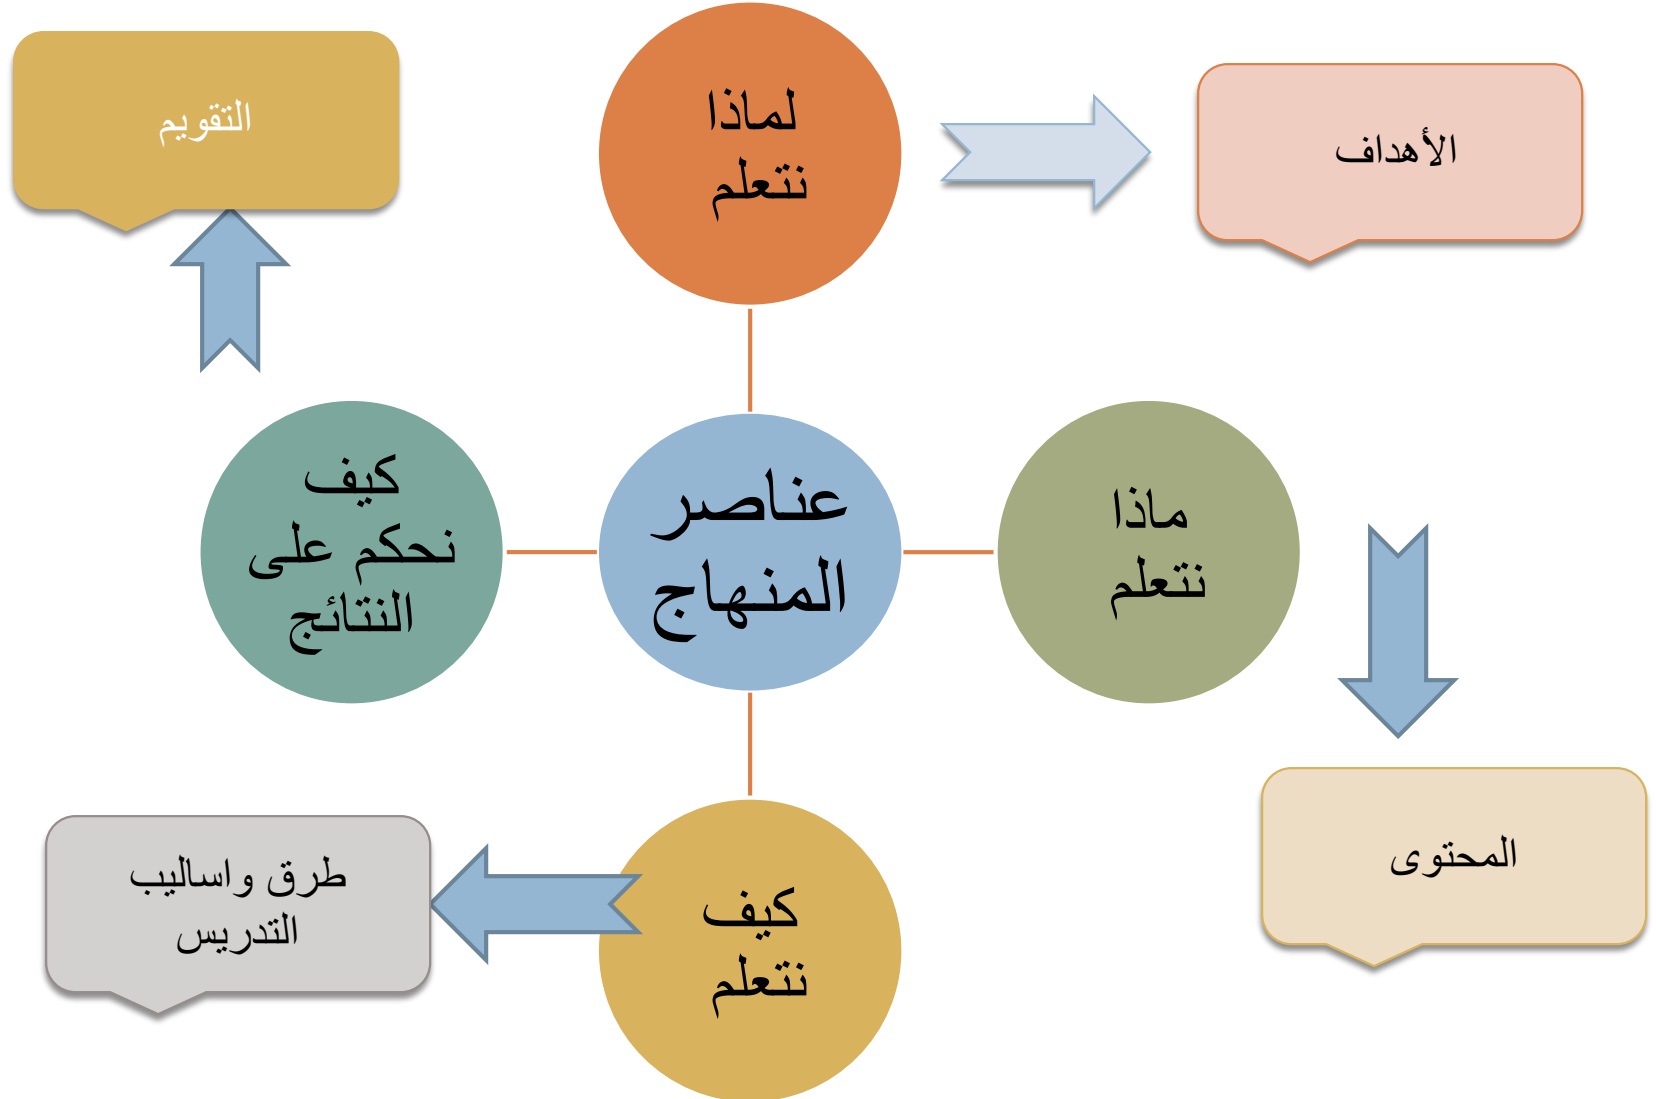 عناصر
المنهاج
لماذا
نتعلم
الأهداف
ماذا
نتعلم
المحتوى
كيف
نتعلم
طرق واساليب
التدريس
كيف
نحكم على
النتائج
التقويم